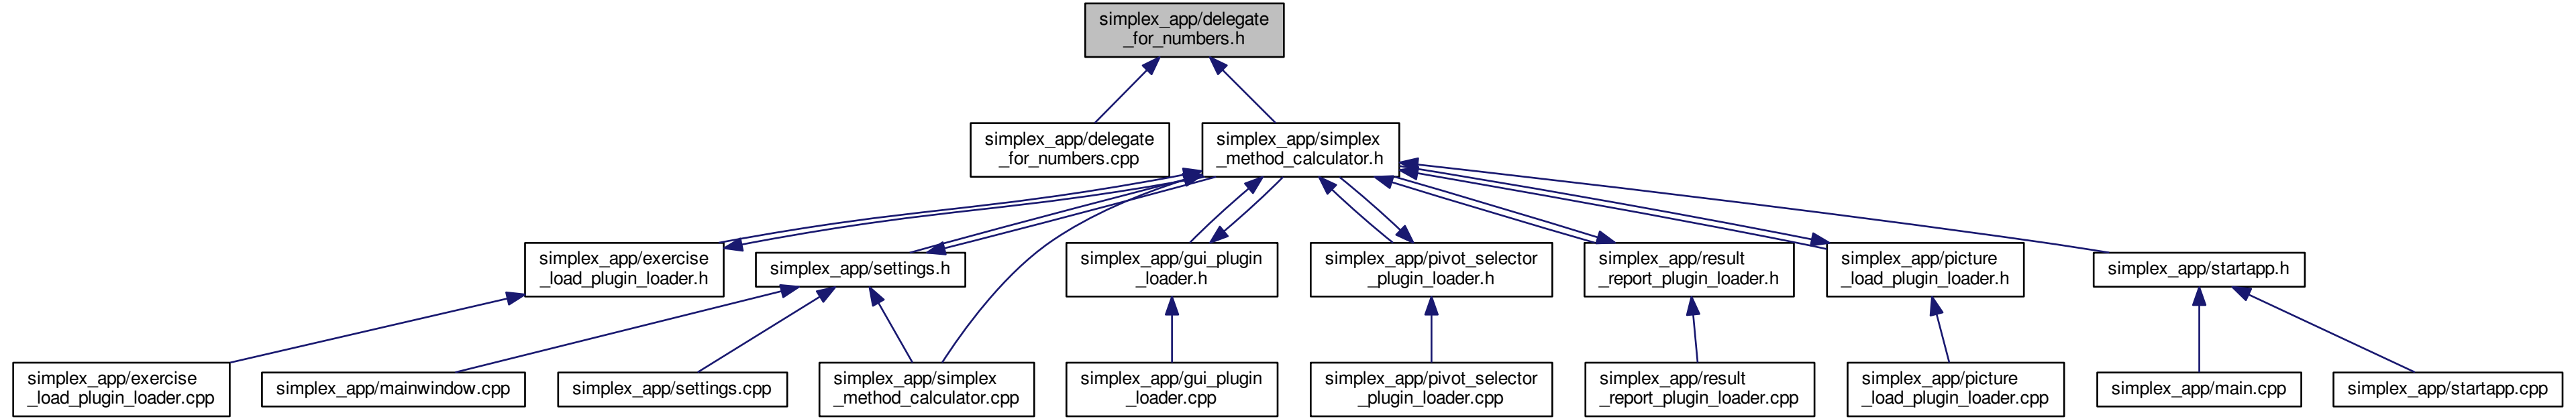 simplex_app/delegate
_for_numbers.h
simplex_app/delegate
_for_numbers.cpp
simplex_app/simplex
_method_calculator.h
simplex_app/exercise
_load_plugin_loader.h
simplex_app/settings.h
simplex_app/gui_plugin
_loader.h
simplex_app/pivot_selector
_plugin_loader.h
simplex_app/result
_report_plugin_loader.h
simplex_app/picture
_load_plugin_loader.h
simplex_app/startapp.h
simplex_app/exercise
_load_plugin_loader.cpp
simplex_app/mainwindow.cpp
simplex_app/settings.cpp
simplex_app/simplex
_method_calculator.cpp
simplex_app/gui_plugin
_loader.cpp
simplex_app/pivot_selector
_plugin_loader.cpp
simplex_app/result
_report_plugin_loader.cpp
simplex_app/picture
_load_plugin_loader.cpp
simplex_app/main.cpp
simplex_app/startapp.cpp